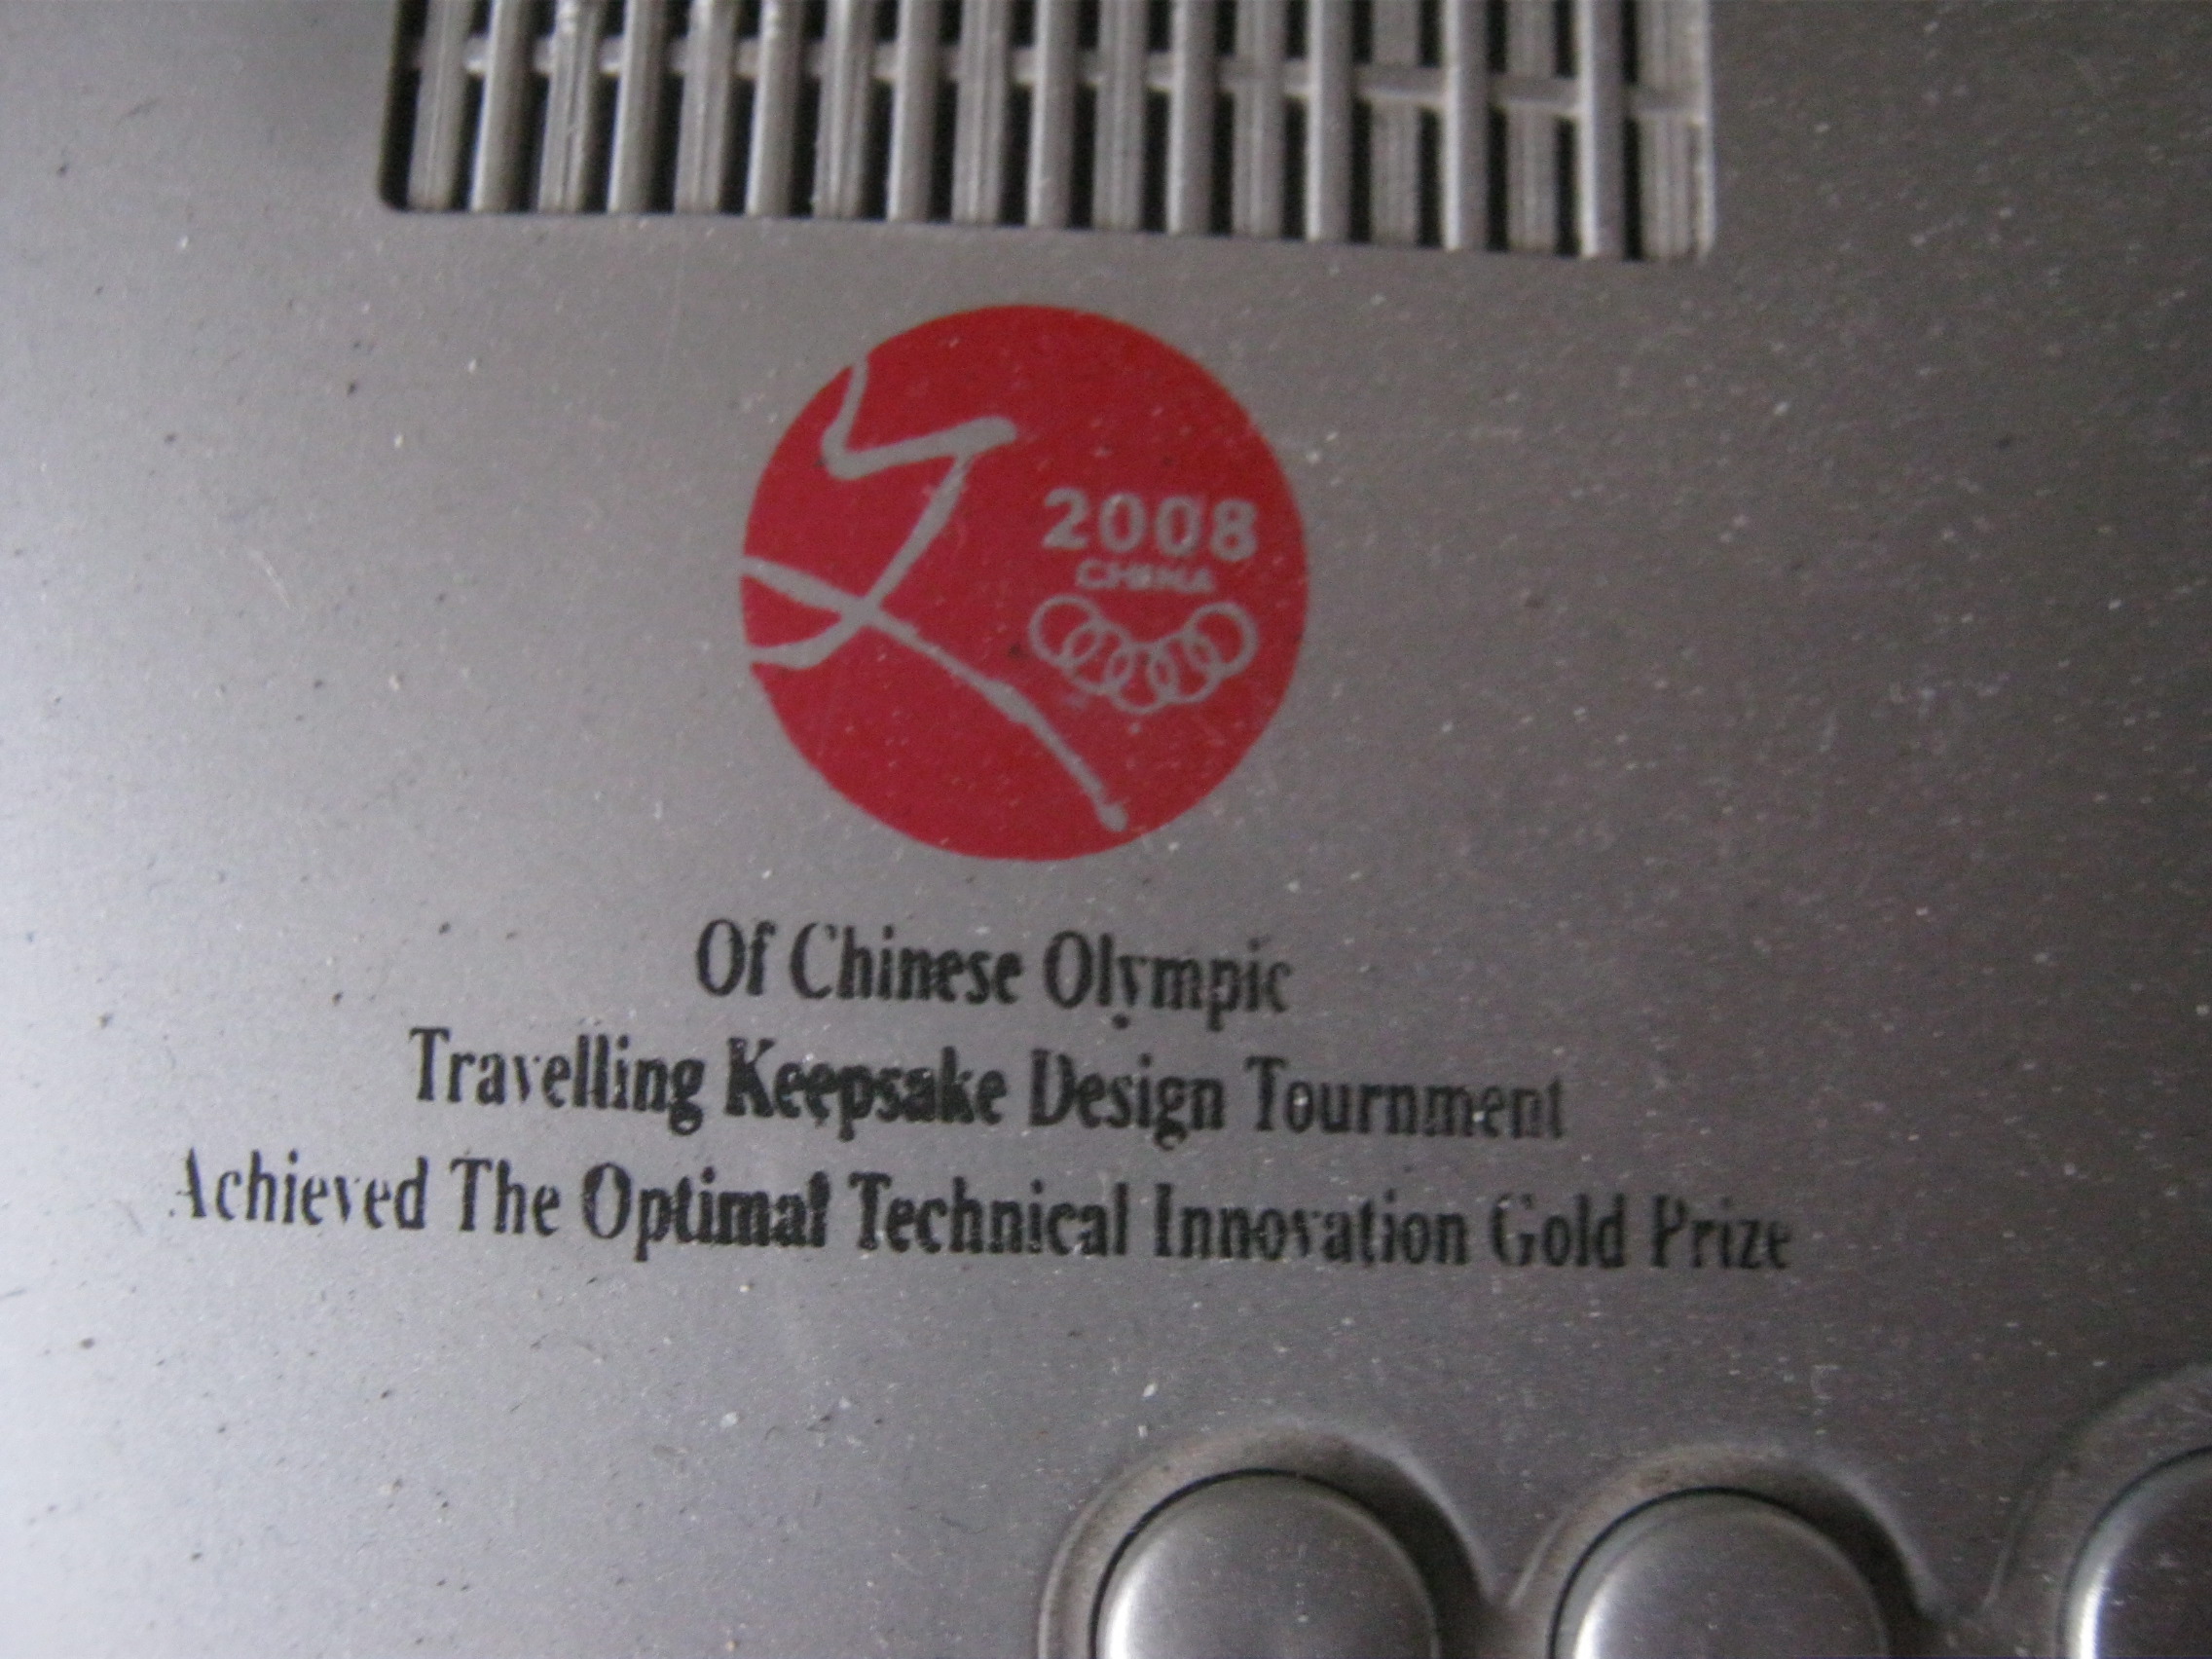 2008
CHINA
Of Chinese Olympic
Travelling Keepsake Design Tournment
Achieved The Optimal Technical Innovation Gold Prize